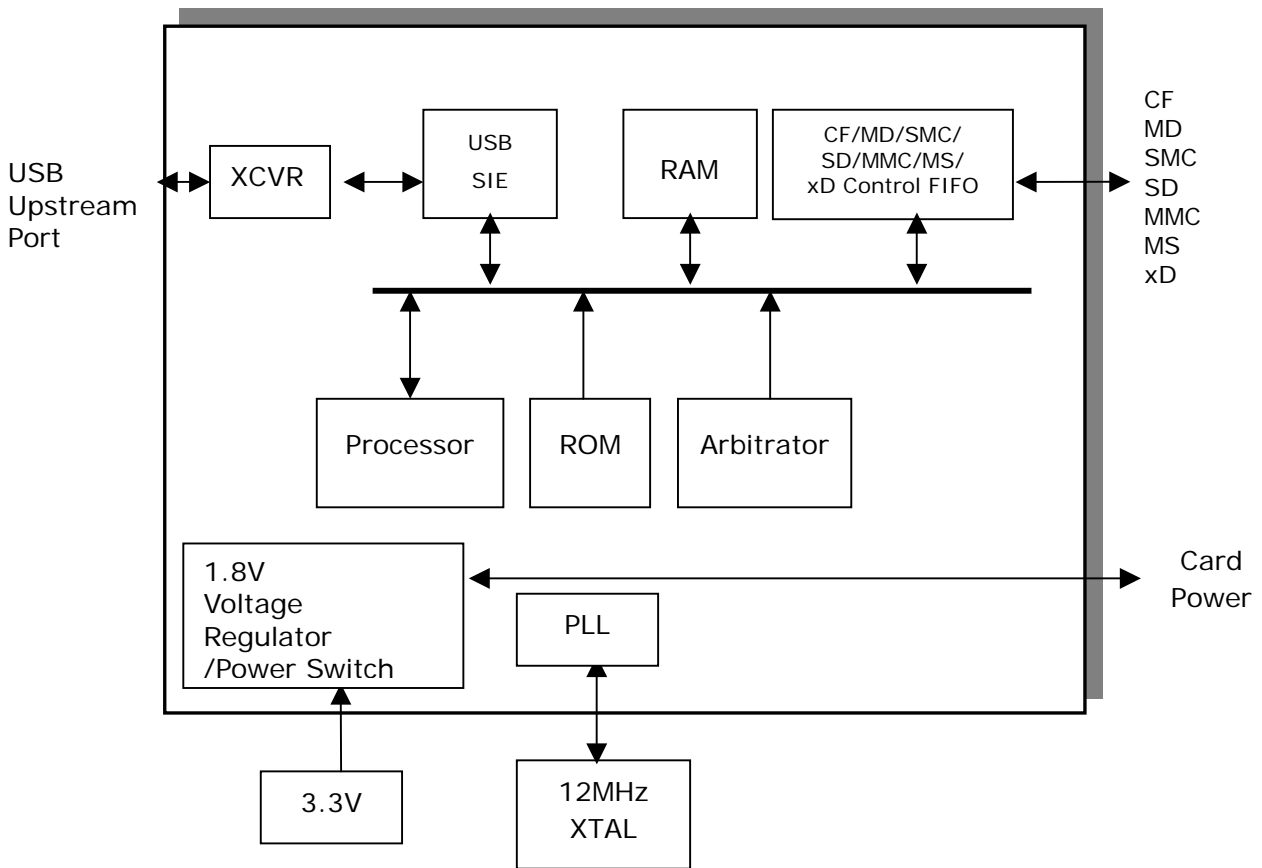 USB
Upstream
Port
XCVR
USB
SIE
RAM
CF/MD/SMC/
SD/MMC/MS/
xD Control FIFO
CF
MD
SMC
SD
MMC
MS
xD
Processor
ROM
Arbitrator
1.8V
Voltage
Regulator
/Power Switch
PLL
Card
Power
3.3V
12MHz
XTAL